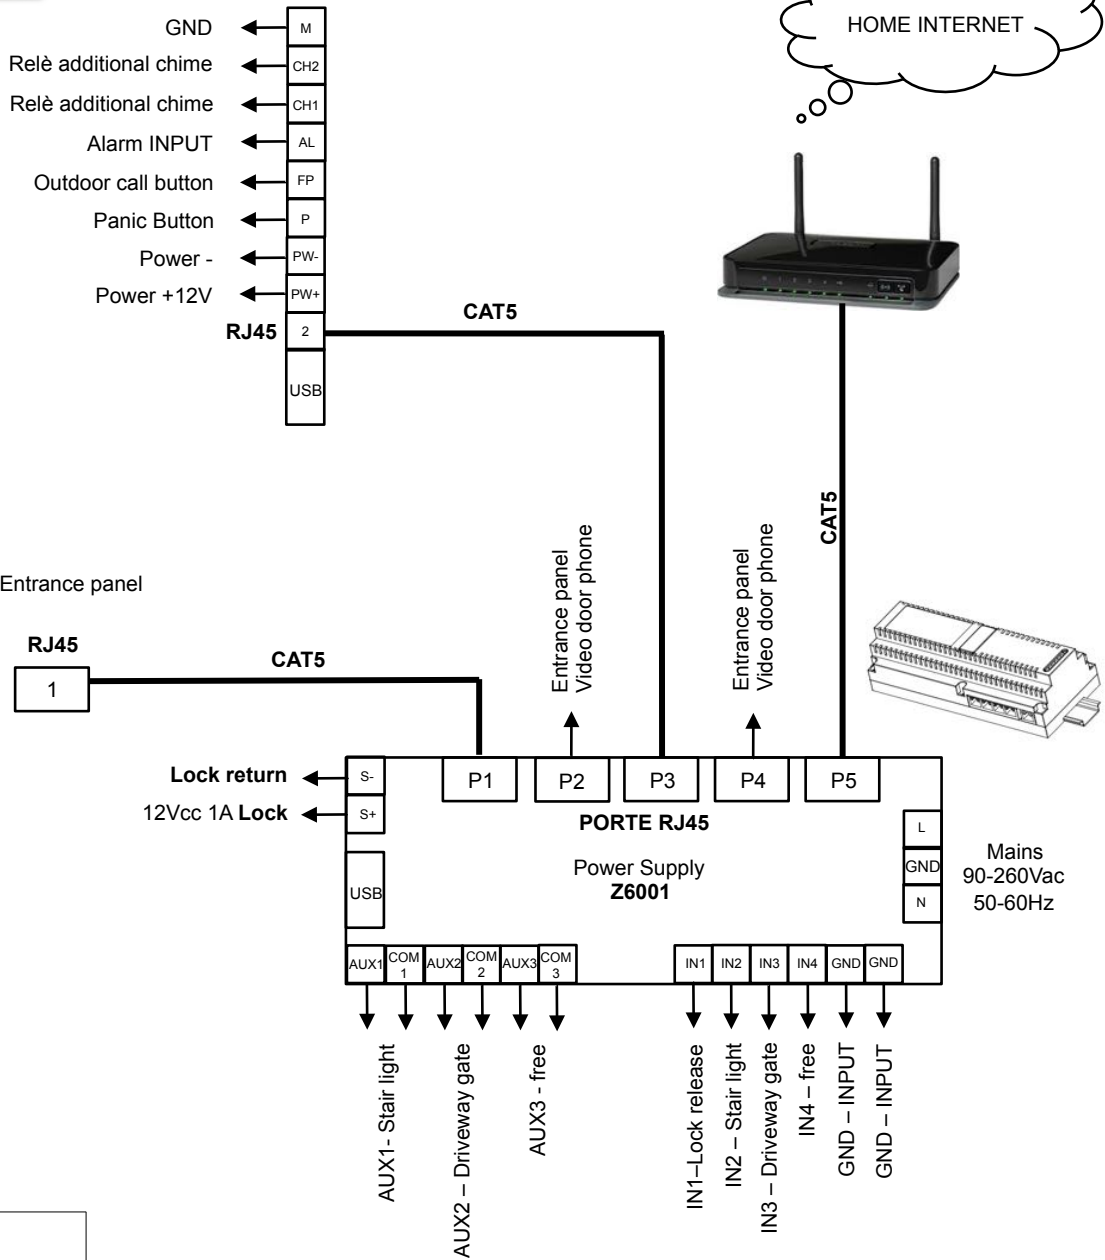 HOME INTERNET
GND
M
Relè additional chime
CH2
Relè additional chime
CH1
Alarm INPUT
AL
Outdoor call button
FP
Panic Button
P
Power -
PW-
Power +12V
PW+
RJ45
2
CAT5
USB
CAT5
Entrance panel
Video door phone
Entrance panel
Video door phone
Entrance panel
RJ45
1
CAT5
Lock return
S-
12Vcc 1A Lock
S+
P1
P2
P3
P4
P5
PORTE RJ45
Power Supply
Z6001
USB
L
GND
N
Mains
90-260Vac
50-60Hz
AUX1
COM
1
AUX2
COM
2
AUX3
COM
3
IN1
IN2
IN3
IN4
GND
GND
AUX1- Stair light
AUX2 – Driveway gate
AUX3 - free
IN1–Lock release
IN2 – Stair light
IN3 – Driveway gate
IN4 – free
GND – INPUT
GND – INPUT